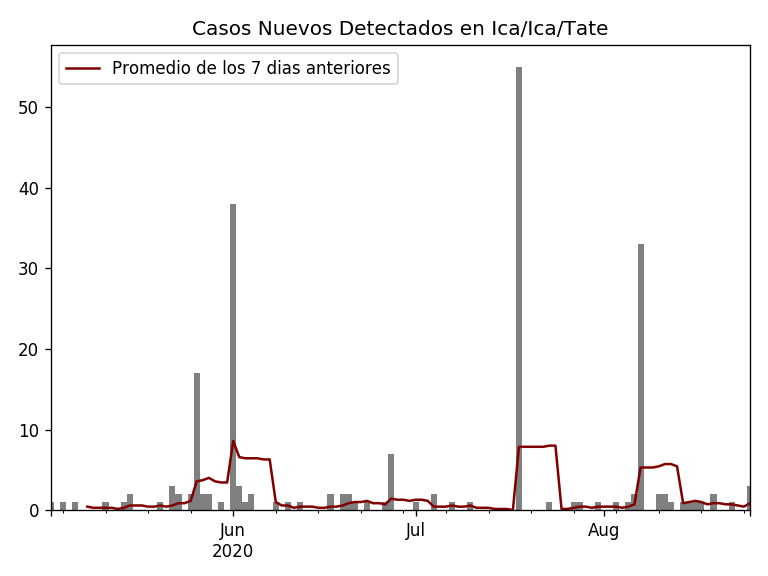 Casos Nuevos Detectados en Ica/Ica/Tate
Promedio de los 7 dias anteriores
50
40
30
20
10
0
Jun
2020
Jul
Aug